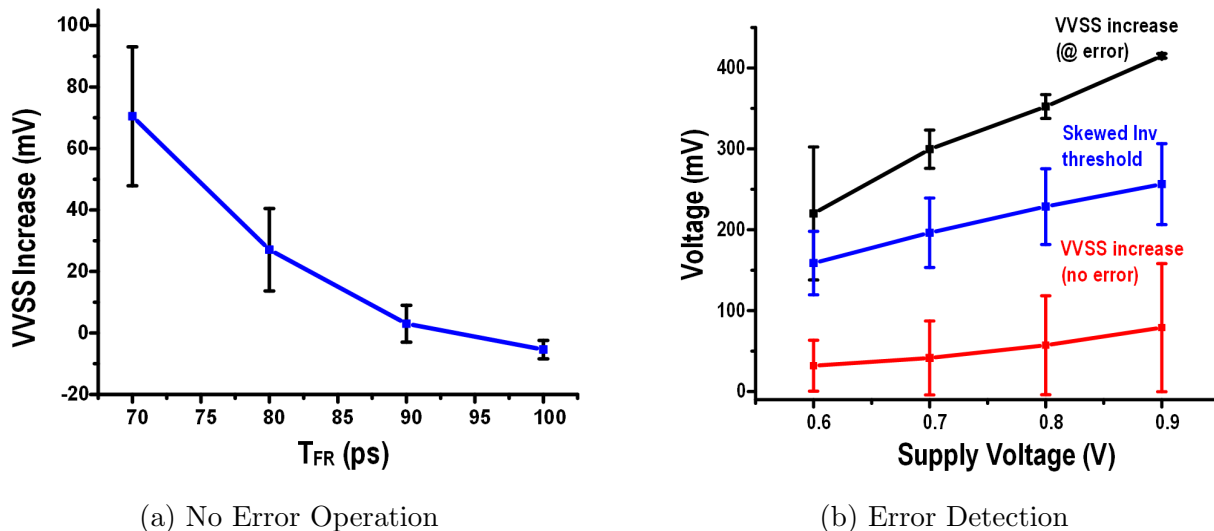 100
80
60
40
20
0
-20
VVSS Increase (mV)
70 75 80 85 90 95 100
TFR (ps)
(a) No Error Operation
400
300
200
100
0
Voltage (mV)
VVSS increase
(@ error)
Skewed Inv
threshold
VVSS increase
(no error)
0.6 0.7 0.8 0.9
Supply Voltage (V)
(b) Error Detection